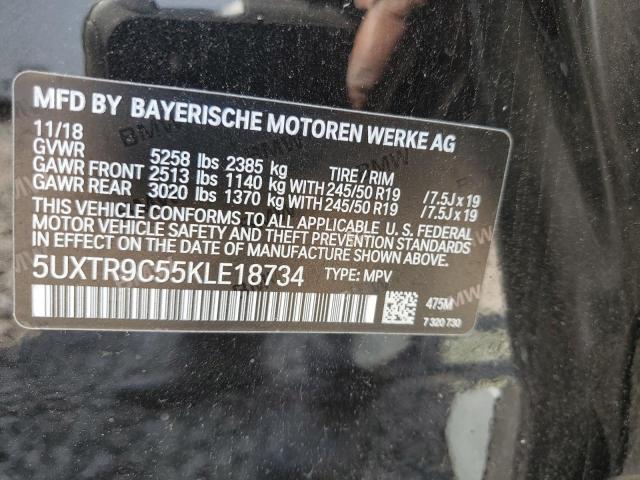 MFD BY BAYERISCHE MOTOREN WERKE AG
11/18
GVWR 5258 lbs 2385 kg TIRE / RIM
GAWR FRONT 2513 lbs 1140 kg WITH 245/50 R19 /7.5J x 19
GAWR REAR 3020 lbs 1370 kg WITH 245/50 R19 /7.5J x 19
THIS VEHICLE CONFORMS TO ALL APPLICABLE U. S. FEDERAL
MOTOR VEHICLE SAFETY AND THEFT PREVENTION STANDARDS
IN EFFECT ON THE DATE OF MANUFACTURE SHOWN ABOVE.
5UXTR9C55KLE18734 TYPE: MPV
475M
7 320 730